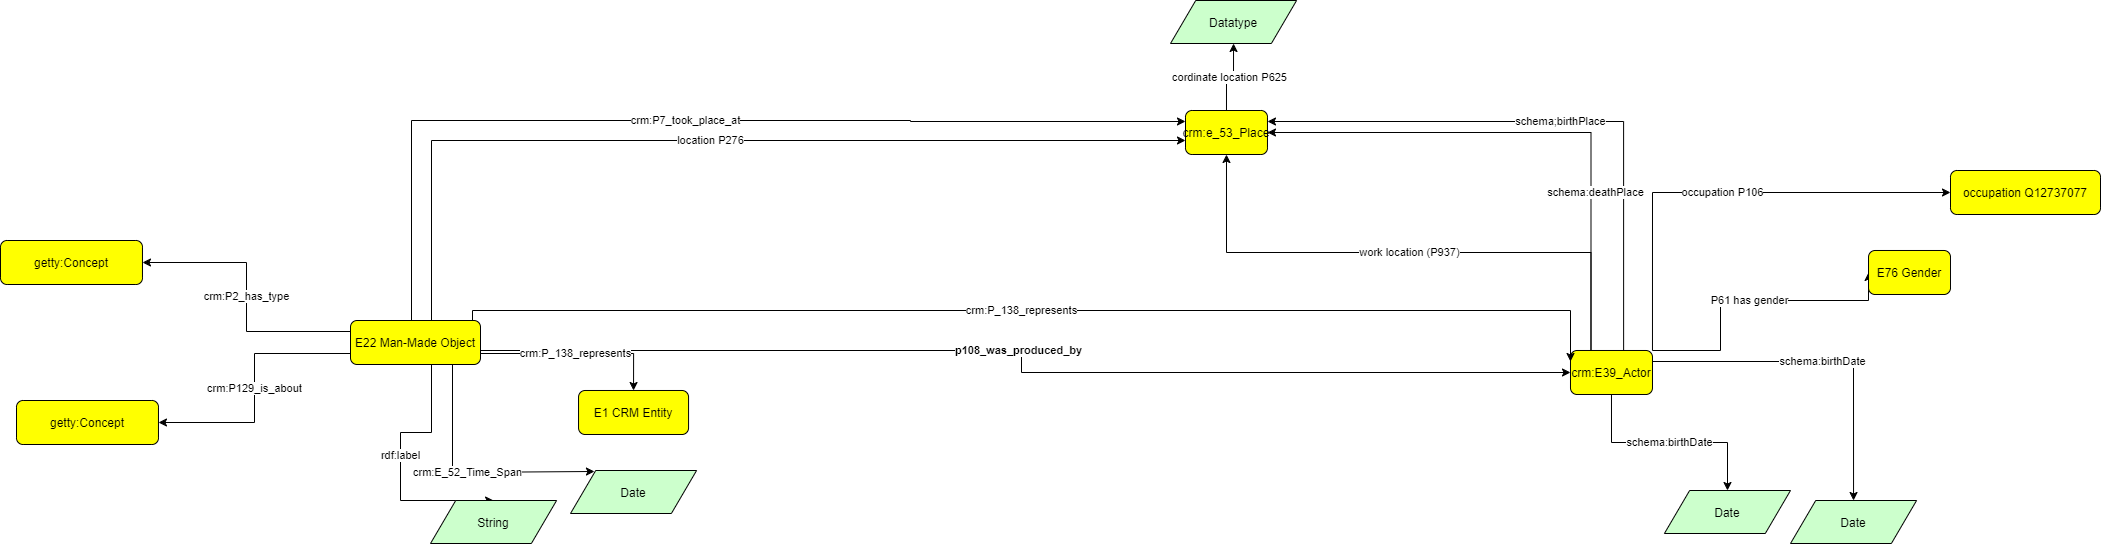 Datatype
cordinate location P625
crm:P7_took_place_at
schema;birthPlace
crm:e_53_Place
location P276
schema:deathPlace
occupation P106
occupation Q12737077
work location (P937)
getty:Concept
E76 Gender
crm:P2_has_type
P61 has gender
crm:P_138_represents
E22 Man-Made Object
crm:P_138_represents
p108_was_produced_by
schema:birthDate
crm:E39_Actor
crm:P129_is_about
E1 CRM Entity
getty:Concept
schema:birthDate
rdf:label
crm:E_52_Time_Span
Date
String
Date
Date